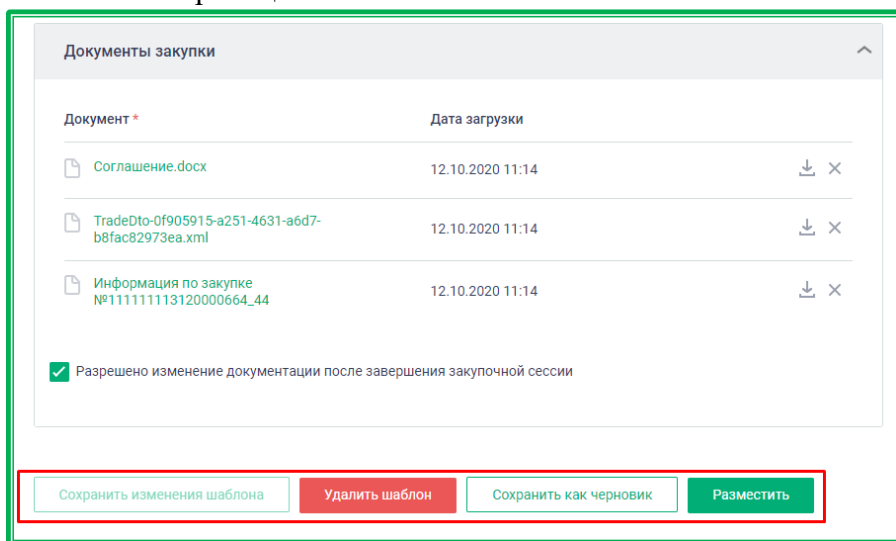 Документы закупки
Документ * Дата загрузки
Соглашение.docx 12.10.2020 11:14
TradeDto-0f905915-a251-4631-a6d7-
b8fac82973ea.xml 12.10.2020 11:14
Информация по закупке
№111111113120000664_44 12.10.2020 11:14
Разрешено изменение документации после завершения закупочной сессии
Сохранить изменения шаблона Удалить шаблон Сохранить как черновик Разместить